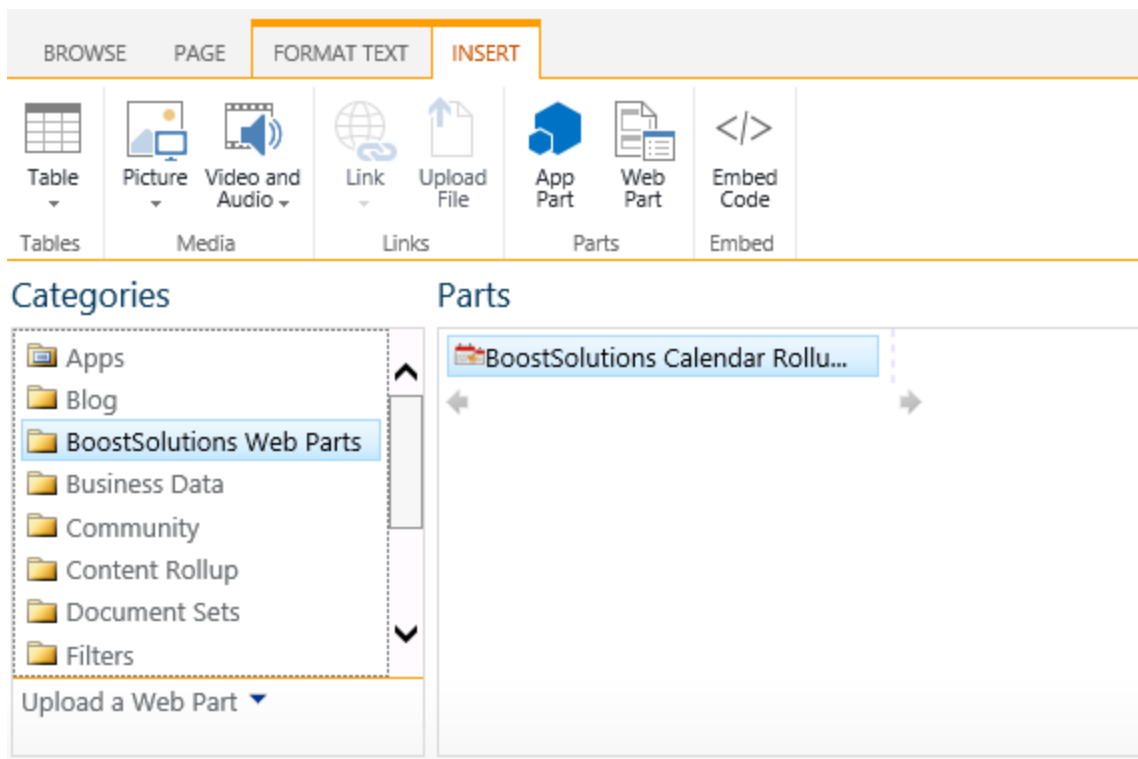 BROWSE PAGE FORMAT TEXT INSERT
Table Picture Video and Audio Link Upload File App Part Web Part Embed Code
Tables Media Links Parts Embed
Categories Parts
Apps BoostSolutions Calendar Rollu...
Blog
BoostSolutions Web Parts
Business Data
Community
Content Rollup
Document Sets
Filters
Upload a Web Part